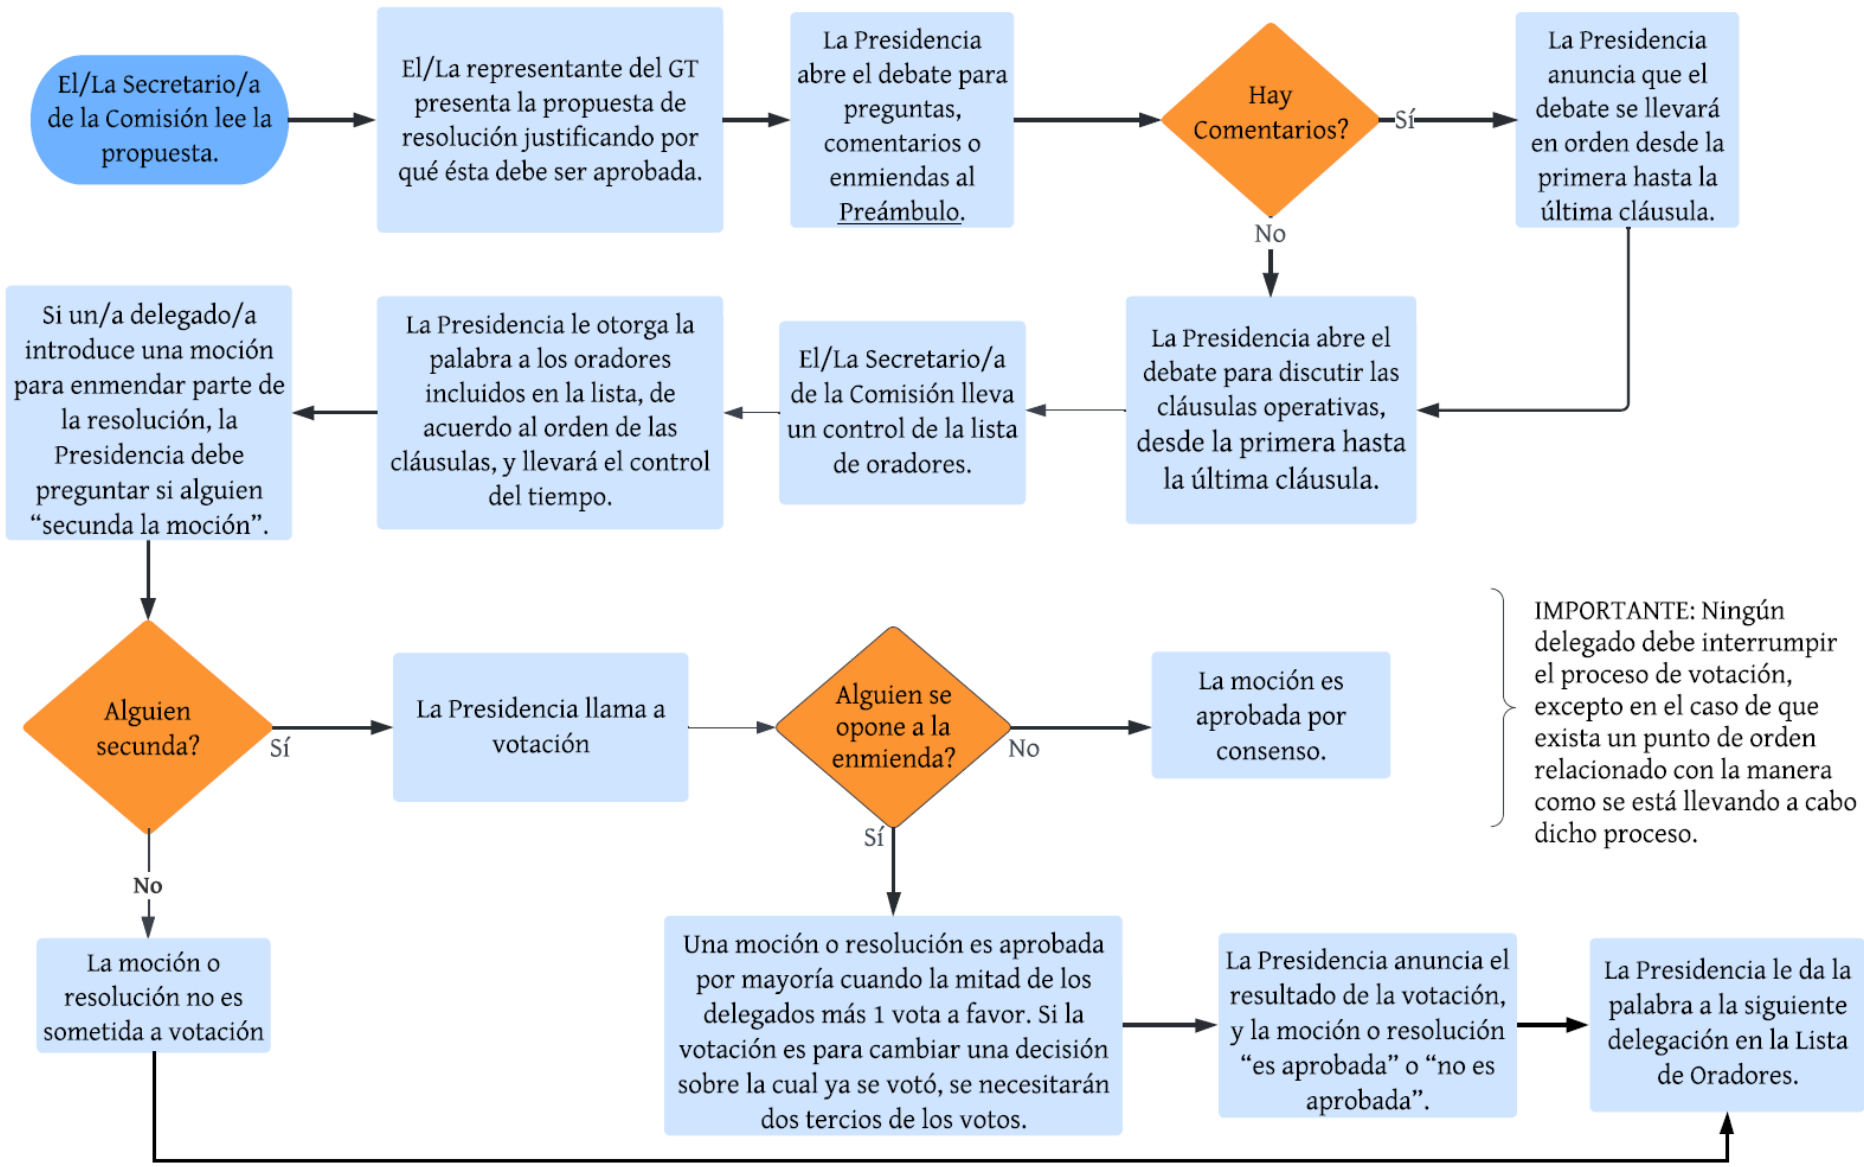 El/La Secretario/a
de la Comisión lee la
propuesta.
El/La representante del GT
presenta la propuesta de
resolución justificando por
qué ésta debe ser aprobada.
La Presidencia
abre el debate para
preguntas,
comentarios o
enmiendas al
Preámbulo.
Hay
Comentarios?
Sí
No
La Presidencia
anuncia que el
debate se llevará
en orden desde la
primera hasta la
última cláusula.
La Presidencia abre el
debate para discutir las
cláusulas operativas,
desde la primera hasta
la última cláusula.
El/La Secretario/a
de la Comisión lleva
un control de la lista
de oradores.
La Presidencia le otorga la
palabra a los oradores
incluidos en la lista, de
acuerdo al orden de las
cláusulas, y llevará el control
del tiempo.
Si un/a delegado/a
introduce una moción
para enmendar parte de
la resolución, la
Presidencia debe
preguntar si alguien
“secunda la moción”.
Alguien
secunda?
Sí
No
La Presidencia llama a
votación
Alguien se
opone a la
enmienda?
No
Sí
La moción es
aprobada por
consenso.
IMPORTANTE: Ningún
delegado debe interrumpir
el proceso de votación,
excepto en el caso de que
exista un punto de orden
relacionado con la manera
como se está llevando a cabo
dicho proceso.
La moción o
resolución no es
sometida a votación
Una moción o resolución es aprobada
por mayoría cuando la mitad de los
delegados más 1 vota a favor. Si la
votación es para cambiar una decisión
sobre la cual ya se votó, se necesitarán
dos tercios de los votos.
La Presidencia anuncia el
resultado de la votación,
y la moción o resolución
“es aprobada” o “no es
aprobada”.
La Presidencia le da la
palabra a la siguiente
delegación en la Lista
de Oradores.